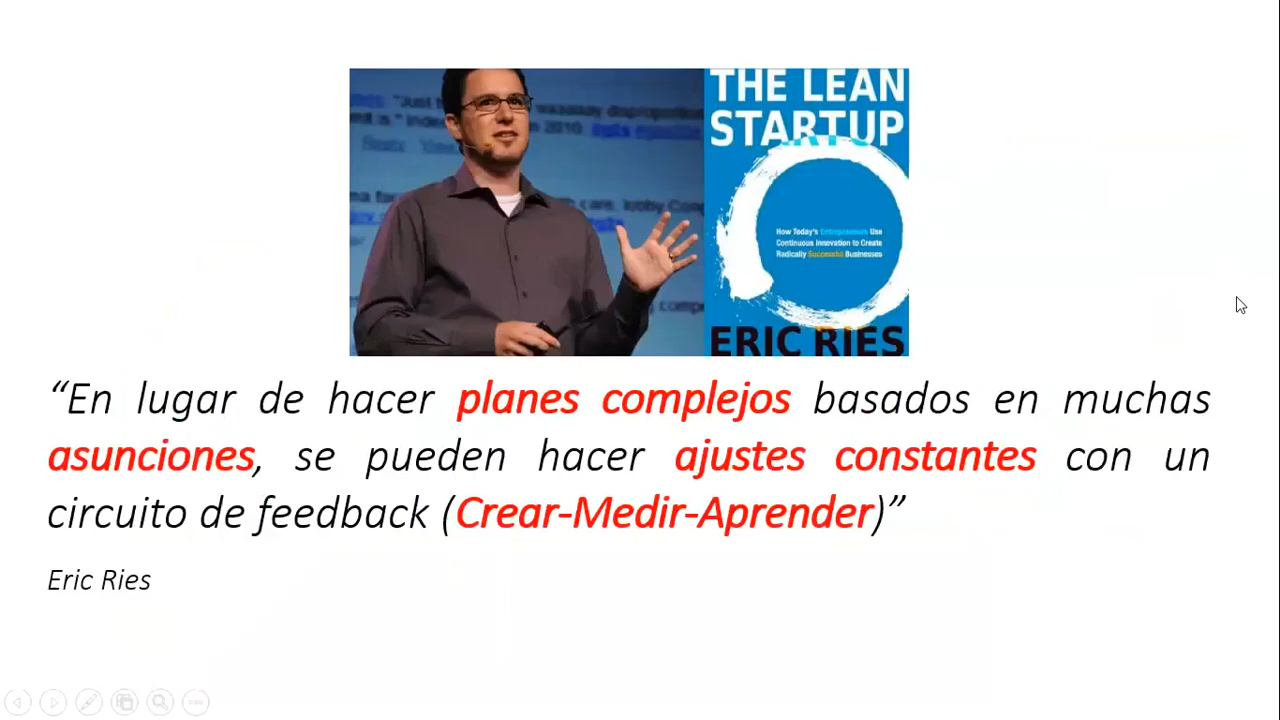 THE LEAN
STARTUP
How Today's Entrepreneurs Use
Continuous Innovation to Create
Radically Successful Businesses
ERIC RIES
“En lugar de hacer planes complejos basados en muchas
asunciones, se pueden hacer ajustes constantes con un
circuito de feedback (Crear-Medir-Aprender)”
Eric Ries